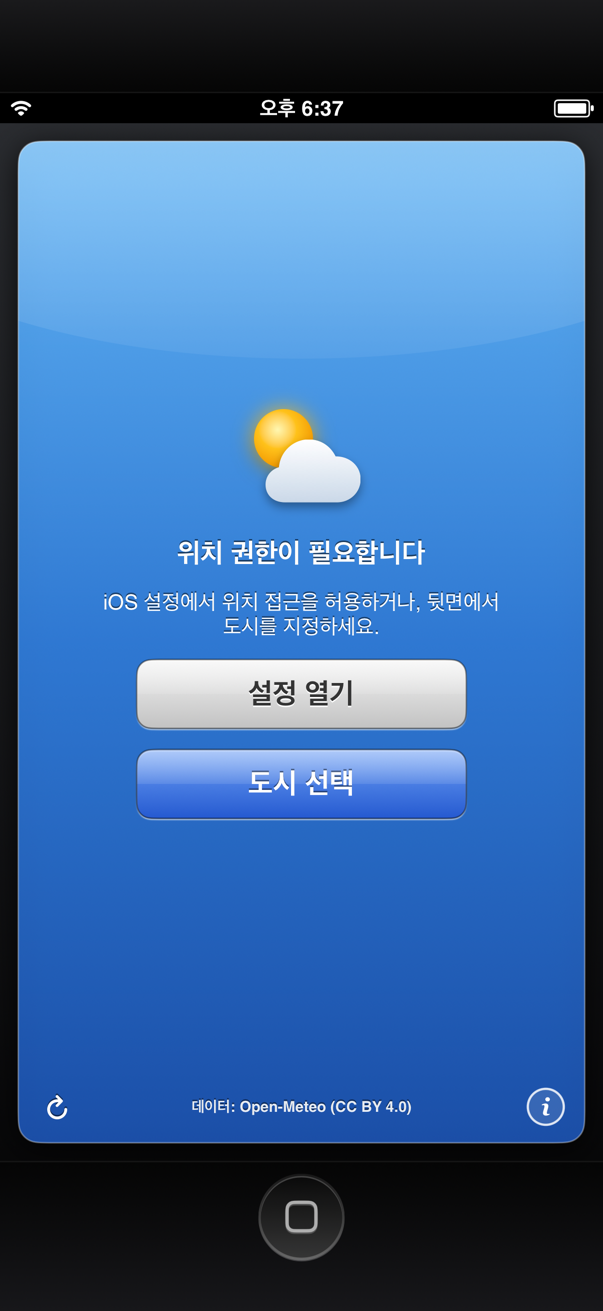 오후 6:37
위치 권한이 필요합니다
iOS 설정에서 위치 접근을 허용하거나, 뒷면에서
도시를 지정하세요.
설정 열기
도시 선택
데이터: Open-Meteo (CC BY 4.0)
i